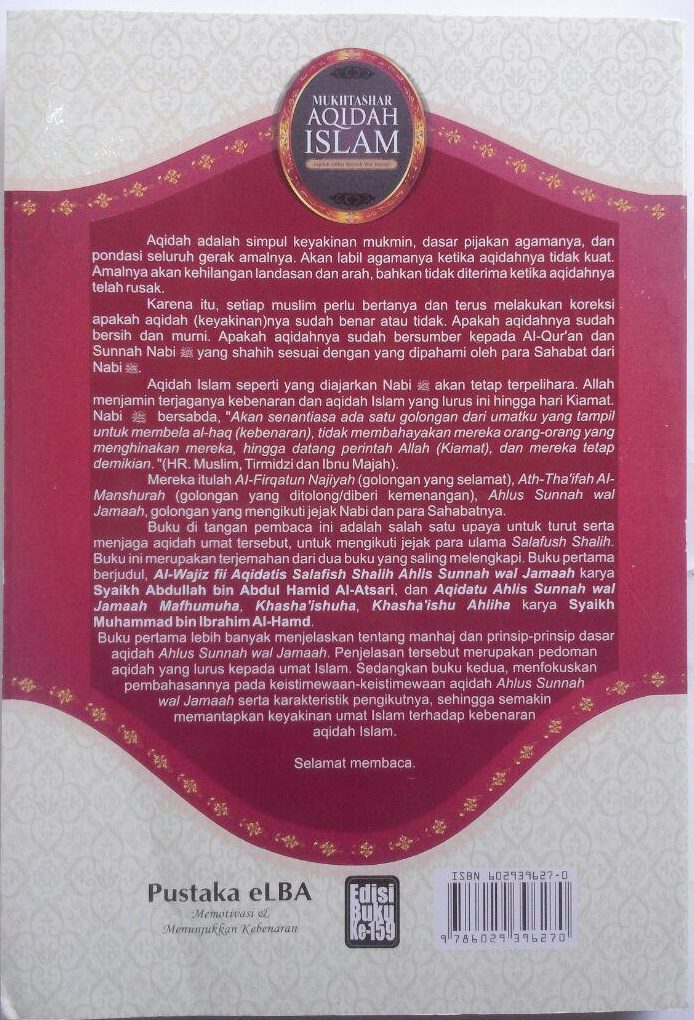 MUKHTASHAR
AQIDAH
ISLAM
Aqidah adalah simpul keyakinan mukmin, dasar pijakan agamanya, dan
pondasi seluruh gerak amalnya. Akan labil agamanya ketika aqidahnya tidak kuat.
Amalnya akan kehilangan landasan dan arah, bahkan tidak diterima ketika aqidahnya
telah rusak.
Karena itu, setiap muslim perlu bertanya dan terus melakukan koreksi
apakah aqidah (keyakinan)nya sudah benar atau tidak. Apakah aqidahnya sudah
bersih dan murni. Apakah aqidahnya sudah bersumber kepada Al-Qur'an dan
Sunnah Nabi ﷺ yang shahih sesuai dengan yang dipahami oleh para Sahabat dari
Nabi ﷺ.
Aqidah Islam seperti yang diajarkan Nabi ﷺ akan tetap terpelihara. Allah
menjamin terjaganya kebenaran dan aqidah Islam yang lurus ini hingga hari Kiamat.
Nabi ﷺ bersabda, "Akan senantiasa ada satu golongan dari umatku yang tampil
untuk membela al-haq (kebenaran), tidak membahayakan mereka orang-orang yang
menghinakan mereka, hingga datang perintah Allah (Kiamat), dan mereka tetap
demikian."(HR. Muslim, Tirmidzi dan Ibnu Majah).
Mereka itulah Al-Firqatun Najiyah (golongan yang selamat), Ath-Tha'ifah Al-
Manshurah (golongan yang ditolong/diberi kemenangan), Ahlus Sunnah wal
Jamaah, golongan yang mengikuti jejak Nabi dan para Sahabatnya.
Buku di tangan pembaca ini adalah salah satu upaya untuk turut serta
menjaga aqidah umat tersebut, untuk mengikuti jejak para ulama Salafush Shalih.
Buku ini merupakan terjemahan dari dua buku yang saling melengkapi. Buku pertama
berjudul, Al-Wajiz fii Aqidatis Salafish Shalih Ahlis Sunnah wal Jamaah karya
Syaikh Abdullah bin Abdul Hamid Al-Atsari, dan Aqidatu Ahlis Sunnah wal
Jamaah Mafhumuha, Khasha'ishuha, Khasha'ishu Ahliha karya Syaikh
Muhammad bin Ibrahim Al-Hamd.
Buku pertama lebih banyak menjelaskan tentang manhaj dan prinsip-prinsip dasar
aqidah Ahlus Sunnah wal Jamaah. Penjelasan tersebut merupakan pedoman
aqidah yang lurus kepada umat Islam. Sedangkan buku kedua, menfokuskan
pembahasannya pada keistimewaan-keistimewaan aqidah Ahlus Sunnah
wal Jamaah serta karakteristik pengikutnya, sehingga semakin
memantapkan keyakinan umat Islam terhadap kebenaran
aqidah Islam.
Selamat membaca.
Pustaka eLBA
Memotivasi &
Menunjukkan Kebenaran
Edisi
Buku
Ke-159
ISBN 602939627-0
9 786029 396270